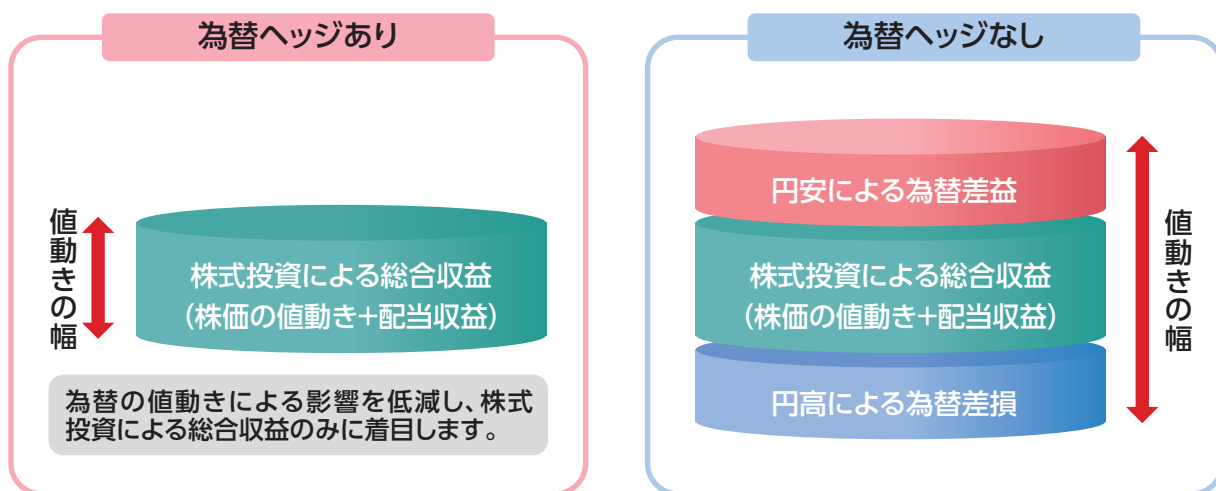 為替ヘッジあり
値動きの幅
株式投資による総合収益
(株価の値動き+配当収益)
為替の値動きによる影響を低減し、株式
投資による総合収益のみに着目します。
為替ヘッジなし
円安による為替差益
株式投資による総合収益
(株価の値動き+配当収益)
円高による為替差損
値動きの幅